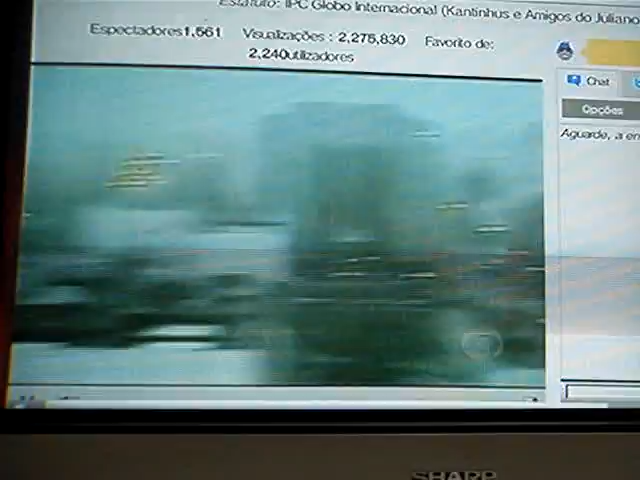 Estatuto: IPC Globo Internacional (Kantinhus e Amigos do Juliano
Espectadores1,561 Visualizações : 2,275,830 Favorito de:
2,240utilizadores
Chat
Opções
Aguarde, a en
SHARP